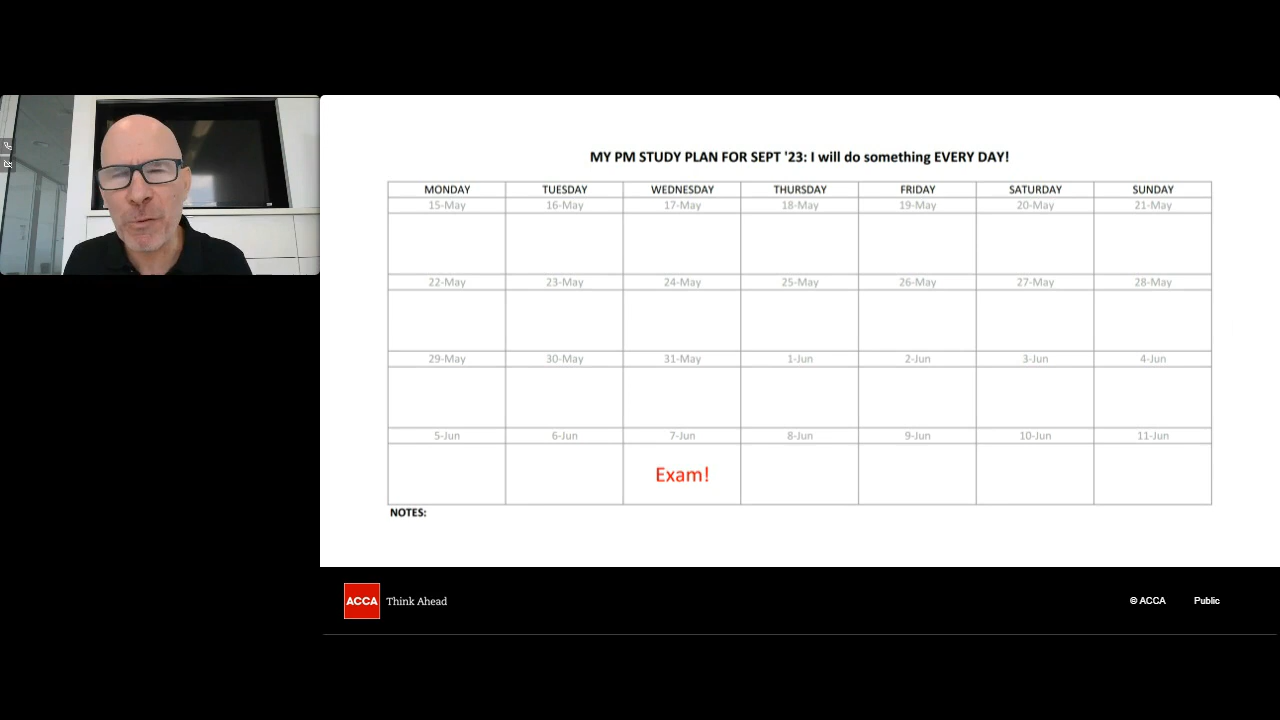 MY PM STUDY PLAN FOR SEPT '23: I will do something EVERY DAY!
MONDAY TUESDAY WEDNESDAY THURSDAY FRIDAY SATURDAY SUNDAY
15-May 16-May 17-May 18-May 19-May 20-May 21-May
22-May 23-May 24-May 25-May 26-May 27-May 28-May
29-May 30-May 31-May 1-Jun 2-Jun 3-Jun 4-Jun
5-Jun 6-Jun 7-Jun 8-Jun 9-Jun 10-Jun 11-Jun
Exam!
NOTES:
ACCA Think Ahead © ACCA Public